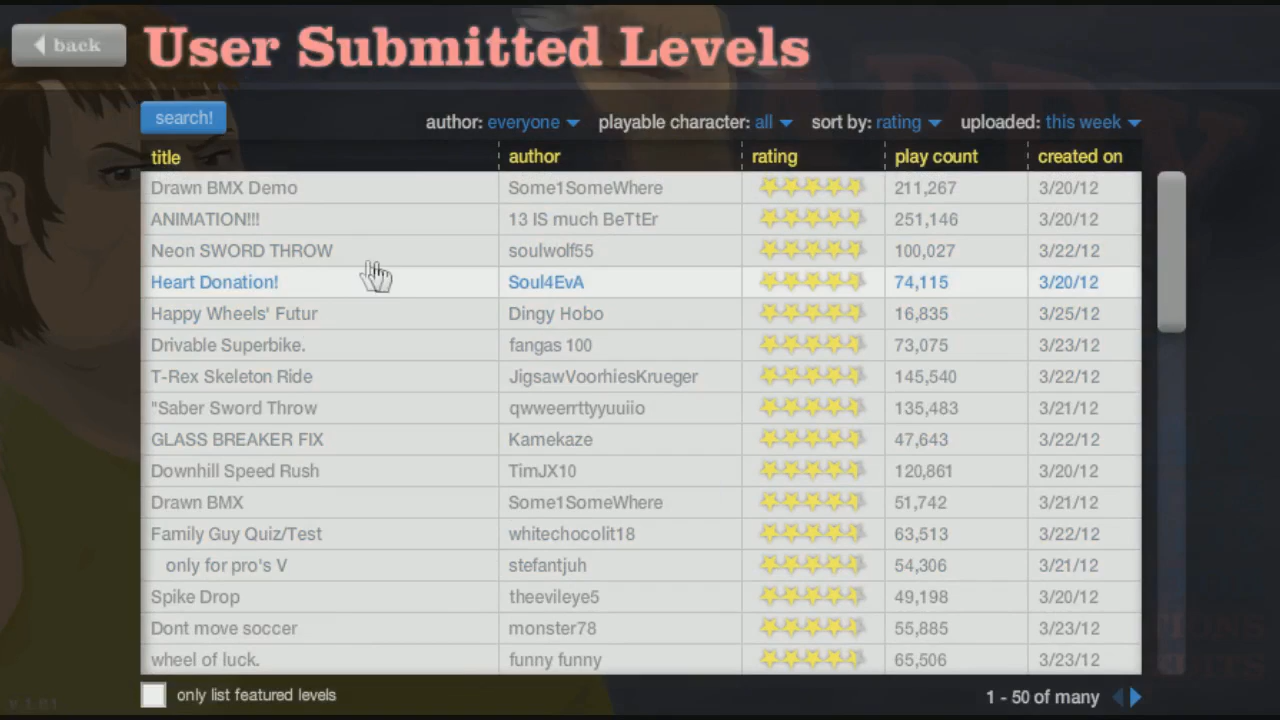 back
User Submitted Levels
search!
author: everyone playable character: all sort by: rating uploaded: this week
title author rating play count created on
Drawn BMX Demo Some1SomeWhere 211,267 3/20/12
ANIMATION!!! 13 IS much BeTtEr 251,146 3/20/12
Neon SWORD THROW soulwolf55 100,027 3/22/12
Heart Donation! Soul4EvA 74,115 3/20/12
Happy Wheels' Futur Dingy Hobo 16,835 3/25/12
Drivable Superbike. fangas 100 73,075 3/23/12
T-Rex Skeleton Ride JigsawVoorhiesKrueger 145,540 3/22/12
"Saber Sword Throw qwweerrttyyuuiio 135,483 3/21/12
GLASS BREAKER FIX Kamekaze 47,643 3/22/12
Downhill Speed Rush TimJX10 120,861 3/20/12
Drawn BMX Some1SomeWhere 51,742 3/21/12
Family Guy Quiz/Test whitechocolit18 63,513 3/22/12
only for pro's V stefantjuh 54,306 3/21/12
Spike Drop theevileye5 49,198 3/20/12
Dont move soccer monster78 55,885 3/23/12
wheel of luck. funny funny 65,506 3/23/12
only list featured levels 1 - 50 of many